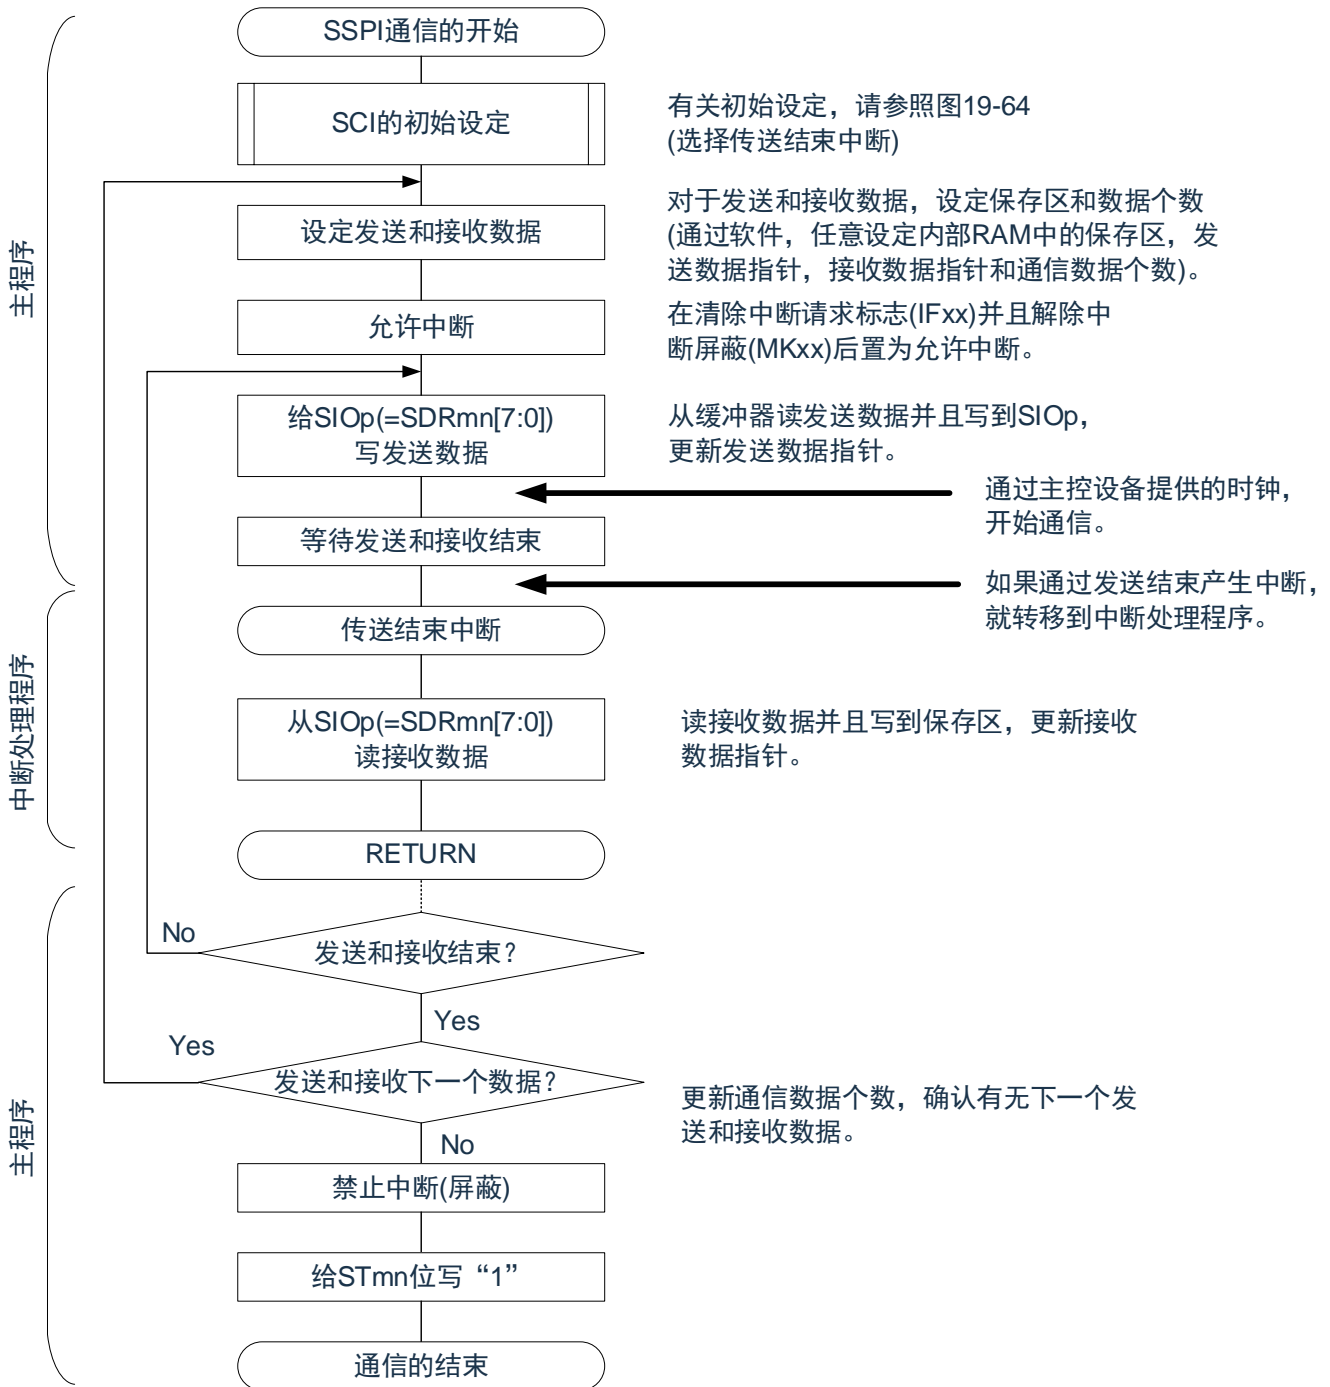 SSPI通信的开始
SCI的初始设定
有关初始设定，请参照图19-64
(选择传送结束中断)
设定发送和接收数据
对于发送和接收数据，设定保存区和数据个数
(通过软件，任意设定内部RAM中的保存区，发
送数据指针，接收数据指针和通信数据个数)。
主程序
允许中断
在清除中断请求标志(IFxx)并且解除中
断屏蔽(MKxx)后置为允许中断。
给SIOp(=SDRmn[7:0])
写发送数据
从缓冲器读发送数据并且写到SIOp，
更新发送数据指针。
通过主控设备提供的时钟，
开始通信。
等待发送和接收结束
如果通过发送结束产生中断，
就转移到中断处理程序。
传送结束中断
中断处理程序
从SIOp(=SDRmn[7:0])
读接收数据
读接收数据并且写到保存区，更新接收
数据指针。
RETURN
No
发送和接收结束？
Yes
Yes
发送和接收下一个数据？
更新通信数据个数，确认有无下一个发
送和接收数据。
主程序
No
禁止中断(屏蔽)
给STmn位写“1”
通信的结束